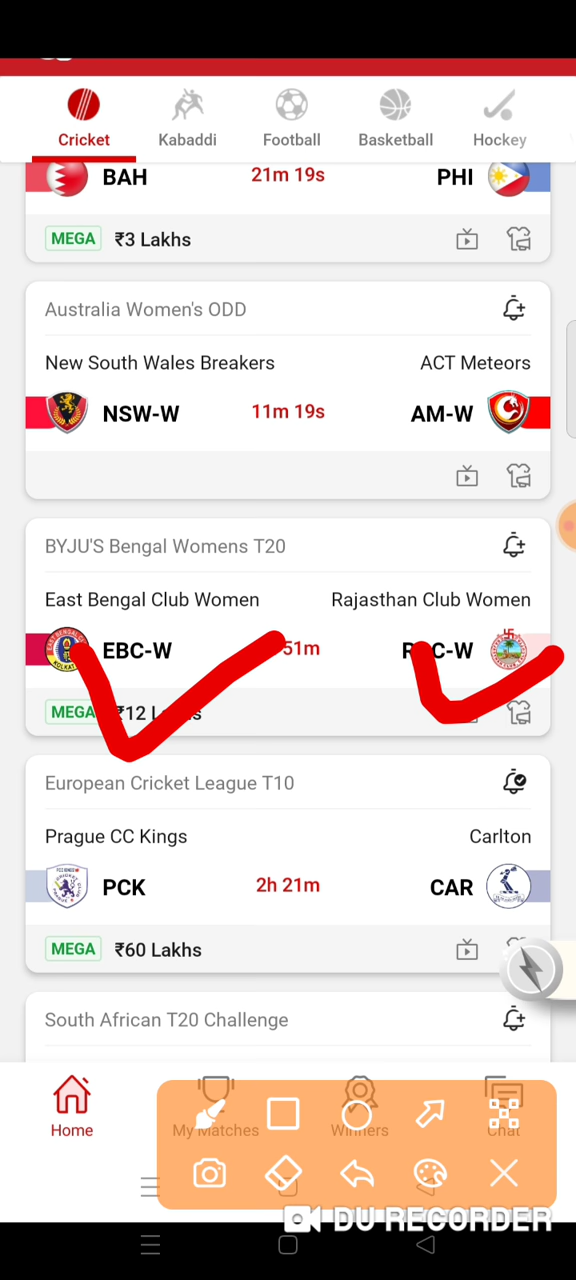 Cricket Kabaddi Football Basketball Hockey
BAH 21m 19s PHI
MEGA ₹3 Lakhs
Australia Women's ODD
New South Wales Breakers ACT Meteors
NSW-W 11m 19s AM-W
BYJU'S Bengal Womens T20
East Bengal Club Women Rajasthan Club Women
EBC-W 51m C-W
MEGA ₹12
European Cricket League T10
Prague CC Kings Carlton
PCK 2h 21m CAR
MEGA ₹60 Lakhs
South African T20 Challenge
Home My Matches Winners Chat
DU RECORDER